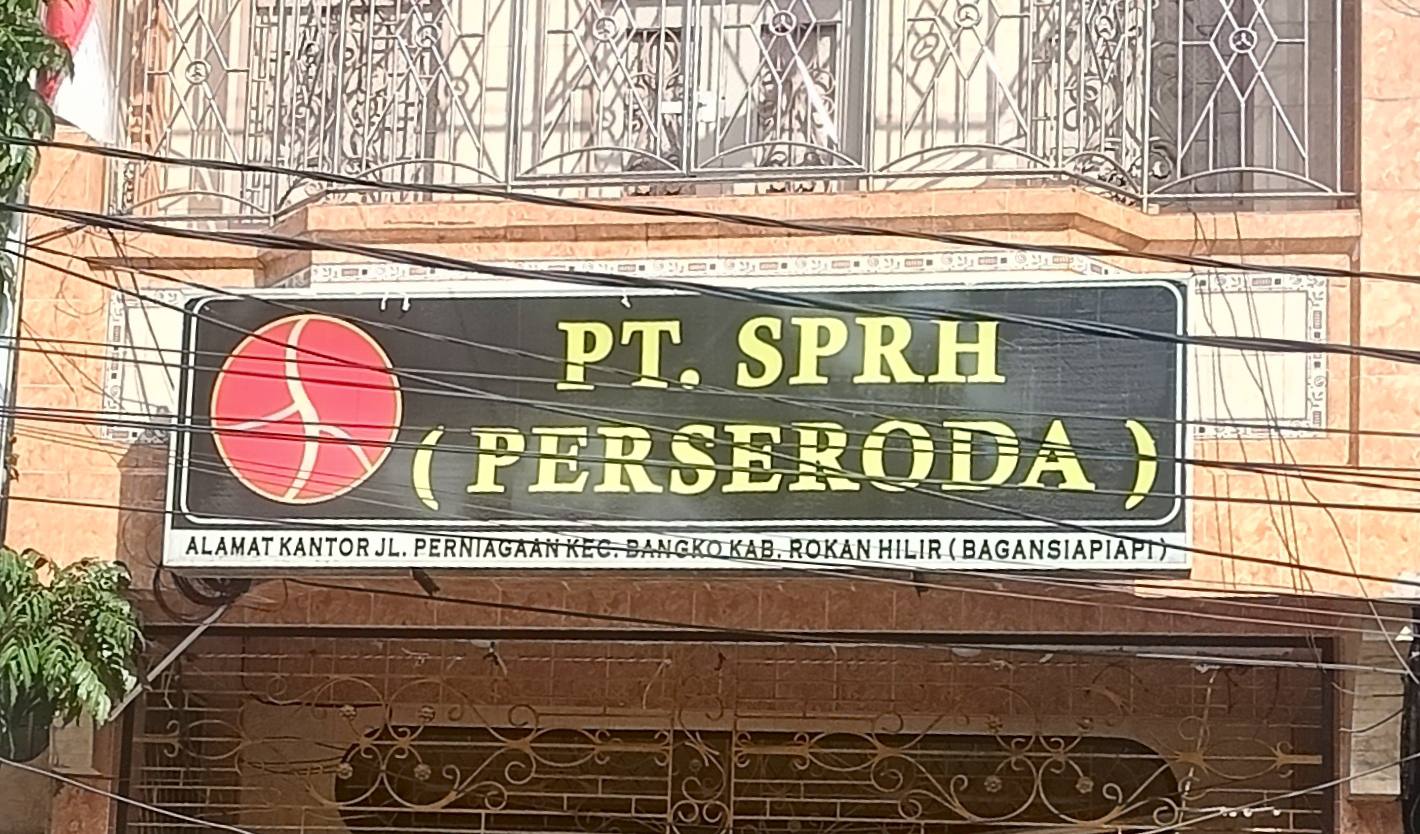 PT. SPRH
( PERSERODA )
ALAMAT KANTOR JL. PERNIAGAAN KEC. BANGKO KAB. ROKAN HILIR ( BAGANSIAPIAPI )